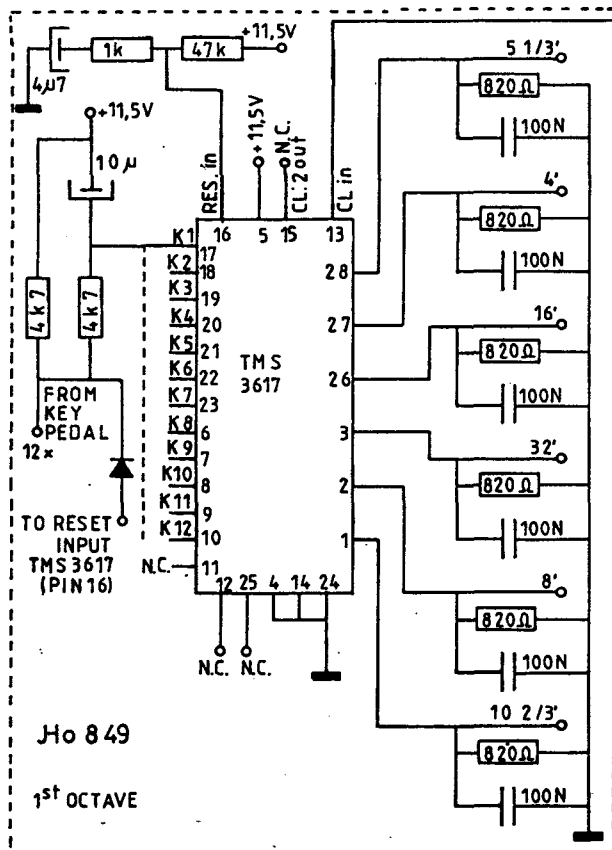 +11,5V
1k
47k
4µ7
5 1/3'
820Ω
100N
+11,5V
10µ
RES. in
+11,5V
N.C.
CL:2 out
CL in
16
5
15
13
4'
820Ω
100N
K1
17
K2
18
K3
19
K4
20
K5
21
K6
22
K7
23
K8
6
K9
7
K10
8
K11
9
K12
10
N.C.
11
4k7
4k7
TMS
3617
28
27
26
3
2
1
16'
820Ω
100N
FROM
KEY
PEDAL
12x
32'
820Ω
100N
TO RESET
INPUT
TMS3617
(PIN 16)
12
25
4
14
24
N.C.
N.C.
8'
820Ω
100N
10 2/3'
820Ω
100N
Ho 849
1st OCTAVE